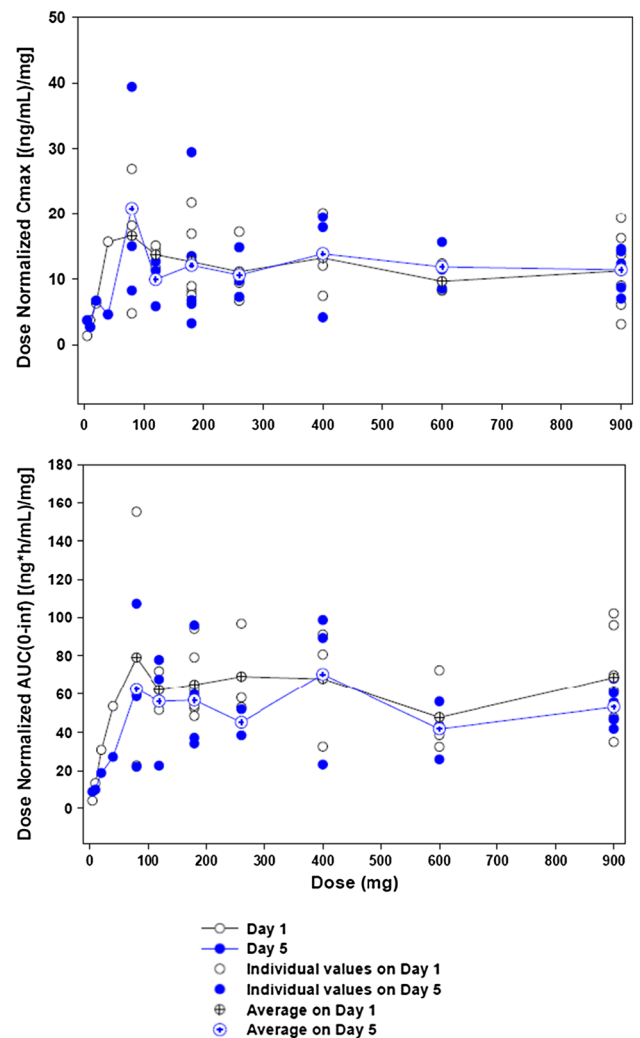 Dose Normalized Cmax [(ng/mL)/mg]
50
40
30
20
10
0
0 100 200 300 400 500 600 700 800 900
Dose Normalized AUC(0-inf) [(ng*h/mL)/mg]
180
160
140
120
100
80
60
40
20
0
0 100 200 300 400 500 600 700 800 900
Dose (mg)
Day 1
Day 5
Individual values on Day 1
Individual values on Day 5
Average on Day 1
Average on Day 5